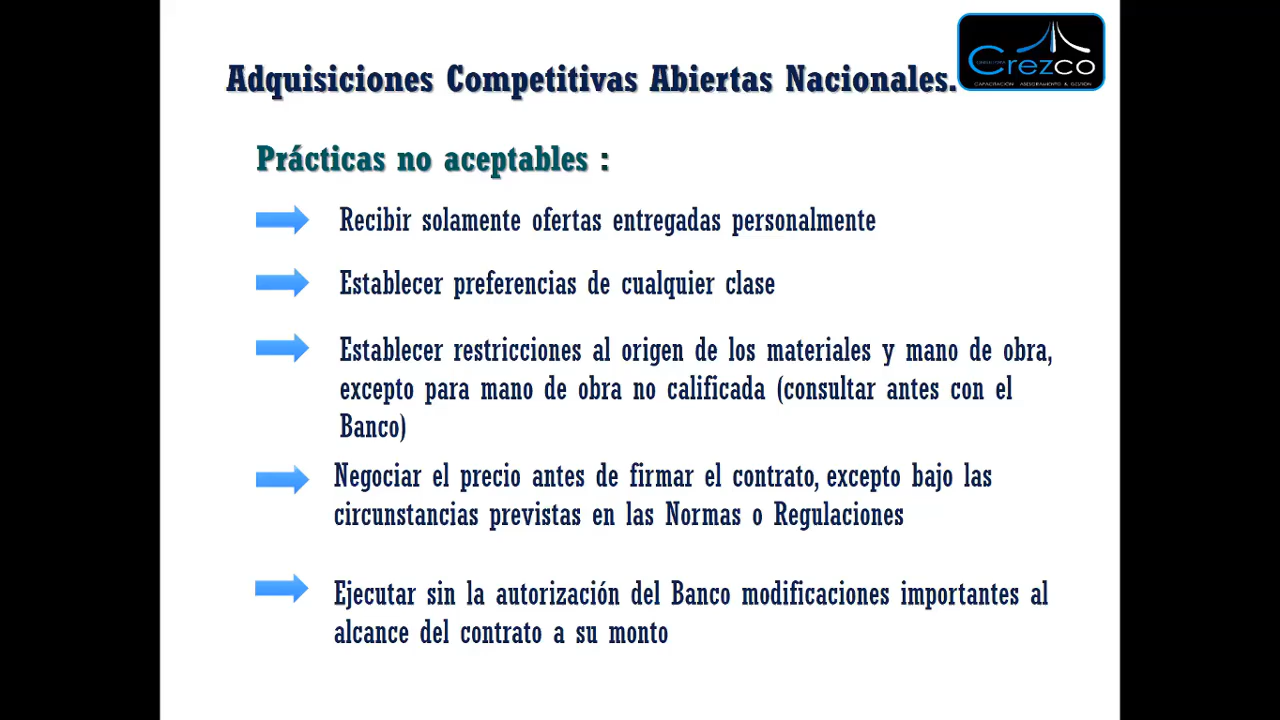 Adquisiciones Competitivas Abiertas Nacionales.
Crezco
CAPACITACIÓN ASESORAMIENTO & GESTIÓN
Prácticas no aceptables :
Recibir solamente ofertas entregadas personalmente
Establecer preferencias de cualquier clase
Establecer restricciones al origen de los materiales y mano de obra,
excepto para mano de obra no calificada (consultar antes con el
Banco)
Negociar el precio antes de firmar el contrato, excepto bajo las
circunstancias previstas en las Normas o Regulaciones
Ejecutar sin la autorización del Banco modificaciones importantes al
alcance del contrato a su monto